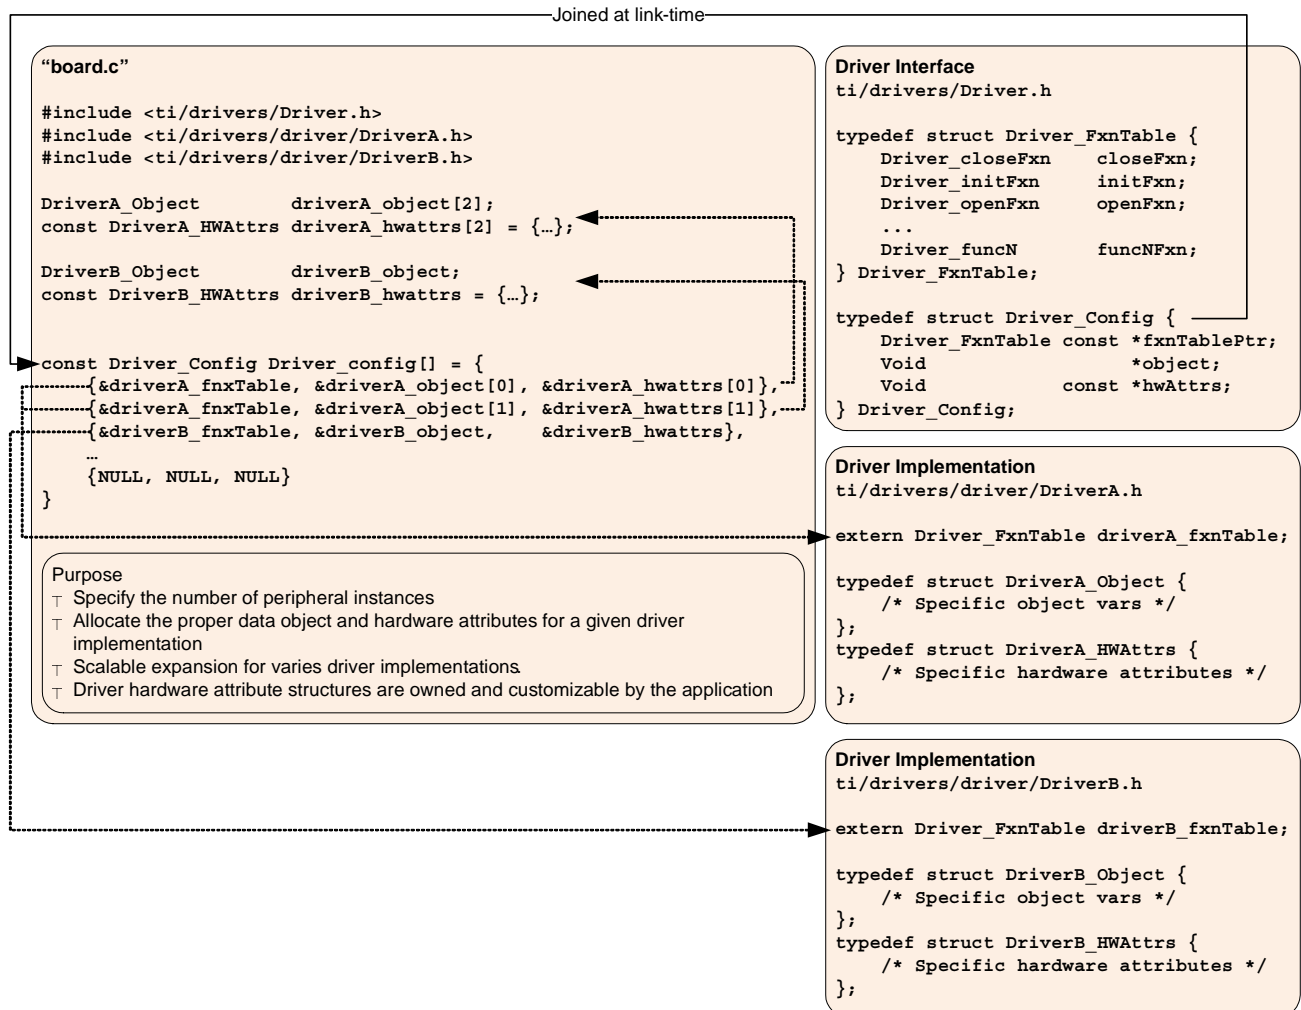 Joined at link-time
“board.c”
#include <ti/drivers/Driver.h>
#include <ti/drivers/driver/DriverA.h>
#include <ti/drivers/driver/DriverB.h>
DriverA_Object driverA_object[2];
const DriverA_HWAttrs driverA_hwattrs[2] = {…};
DriverB_Object driverB_object;
const DriverB_HWAttrs driverB_hwattrs = {…};
const Driver_Config Driver_config[] = {
{&driverA_fnxTable, &driverA_object[0], &driverA_hwattrs[0]},
{&driverA_fnxTable, &driverA_object[1], &driverA_hwattrs[1]},
{&driverB_fnxTable, &driverB_object, &driverB_hwattrs},
…
{NULL, NULL, NULL}
}
Purpose
┬ Specify the number of peripheral instances
┬ Allocate the proper data object and hardware attributes for a given driver
implementation
┬ Scalable expansion for varies driver implementations.
┬ Driver hardware attribute structures are owned and customizable by the application
Driver Interface
ti/drivers/Driver.h
typedef struct Driver_FxnTable {
Driver_closeFxn closeFxn;
Driver_initFxn initFxn;
Driver_openFxn openFxn;
...
Driver_funcN funcNFxn;
} Driver_FxnTable;
typedef struct Driver_Config {
Driver_FxnTable const *fxnTablePtr;
Void *object;
Void const *hwAttrs;
} Driver_Config;
Driver Implementation
ti/drivers/driver/DriverA.h
extern Driver_FxnTable driverA_fxnTable;
typedef struct DriverA_Object {
/* Specific object vars */
};
typedef struct DriverA_HWAttrs {
/* Specific hardware attributes */
};
Driver Implementation
ti/drivers/driver/DriverB.h
extern Driver_FxnTable driverB_fxnTable;
typedef struct DriverB_Object {
/* Specific object vars */
};
typedef struct DriverB_HWAttrs {
/* Specific hardware attributes */
};